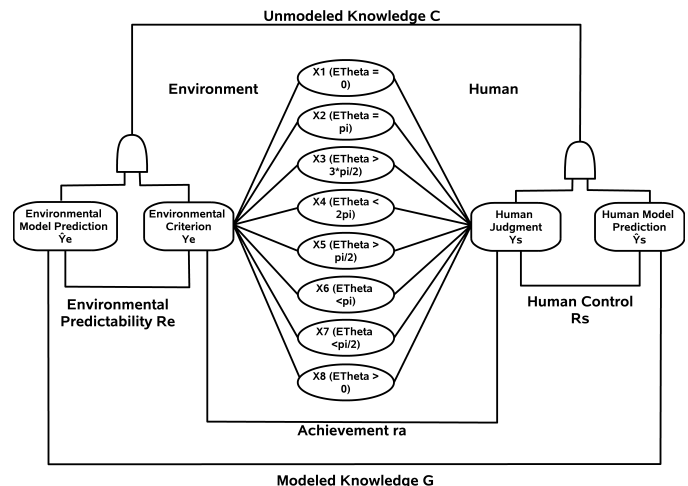 Unmodeled Knowledge C
Environment
Human
X1 (ETheta =
0)
X2 (ETheta =
pi)
X3 (ETheta >
3*pi/2)
X4 (ETheta <
2pi)
X5 (ETheta >
pi/2)
X6 (ETheta
<pi)
X7 (ETheta
<pi/2)
X8 (ETheta >
0)
Environmental
Model Prediction
Ŷe
Environmental
Criterion
Ye
Human
Judgment
Ys
Human Model
Prediction
Ŷs
Environmental
Predictability Re
Human Control
Rs
Achievement ra
Modeled Knowledge G